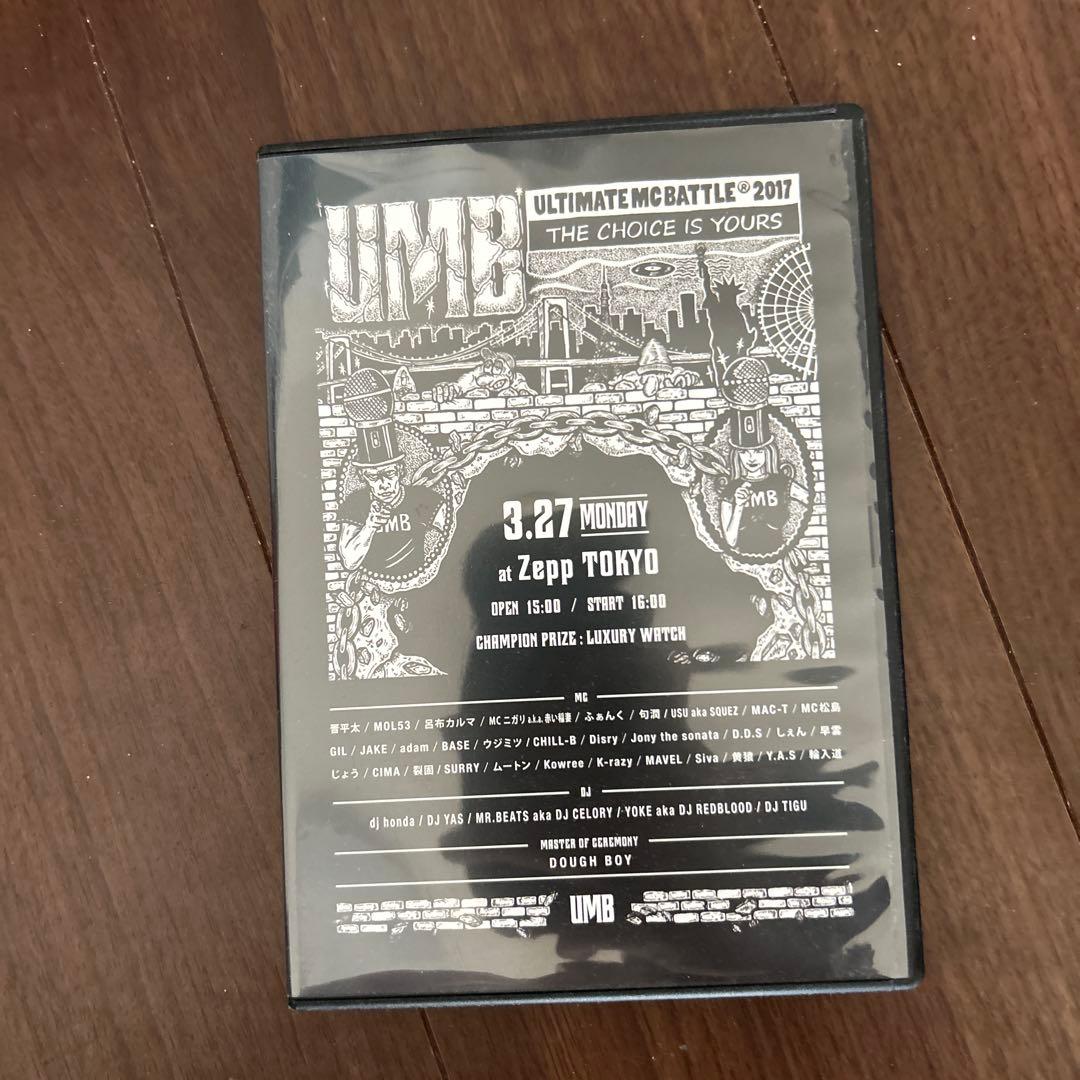 UMB
ULTIMATE MC BATTLE® 2017
THE CHOICE IS YOURS
UMB
UMB
3.27 MONDAY
at Zepp TOKYO
OPEN 15:00 / START 16:00
CHAMPION PRIZE : LUXURY WATCH
MC
晋平太 / MOL53 / 呂布カルマ / MC ニガリ a.k.a. 赤い稲妻 / ふぁんく / 句潤 / USU aka SQUEZ / MAC-T / MC松島
GIL / JAKE / adam / BASE / ウジミツ / CHILL-B / Disry / Jony the sonata / D.D.S / しぇん / 早雲
じょう / CIMA / 裂固 / SURRY / ムートン / Kowree / K-razy / MAVEL / Siva / 黄猿 / Y.A.S / 輪入道
DJ
dj honda / DJ YAS / MR.BEATS aka DJ CELORY / YOKE aka DJ REDBLOOD / DJ TIGU
MASTER OF CEREMONY
DOUGH BOY
UMB